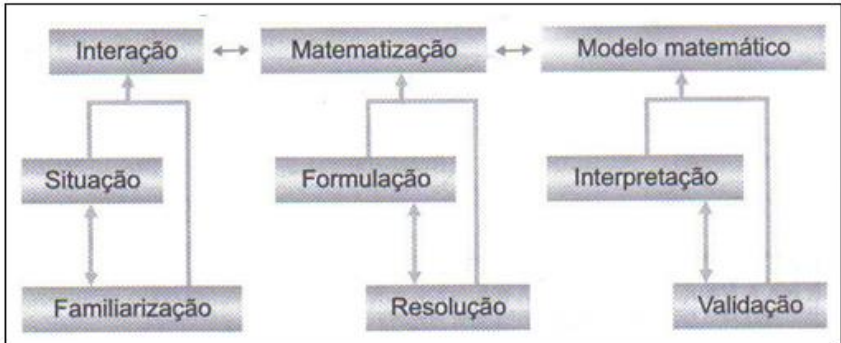 Interação
Matematização
Modelo matemático
Situação
Formulação
Interpretação
Familiarização
Resolução
Validação